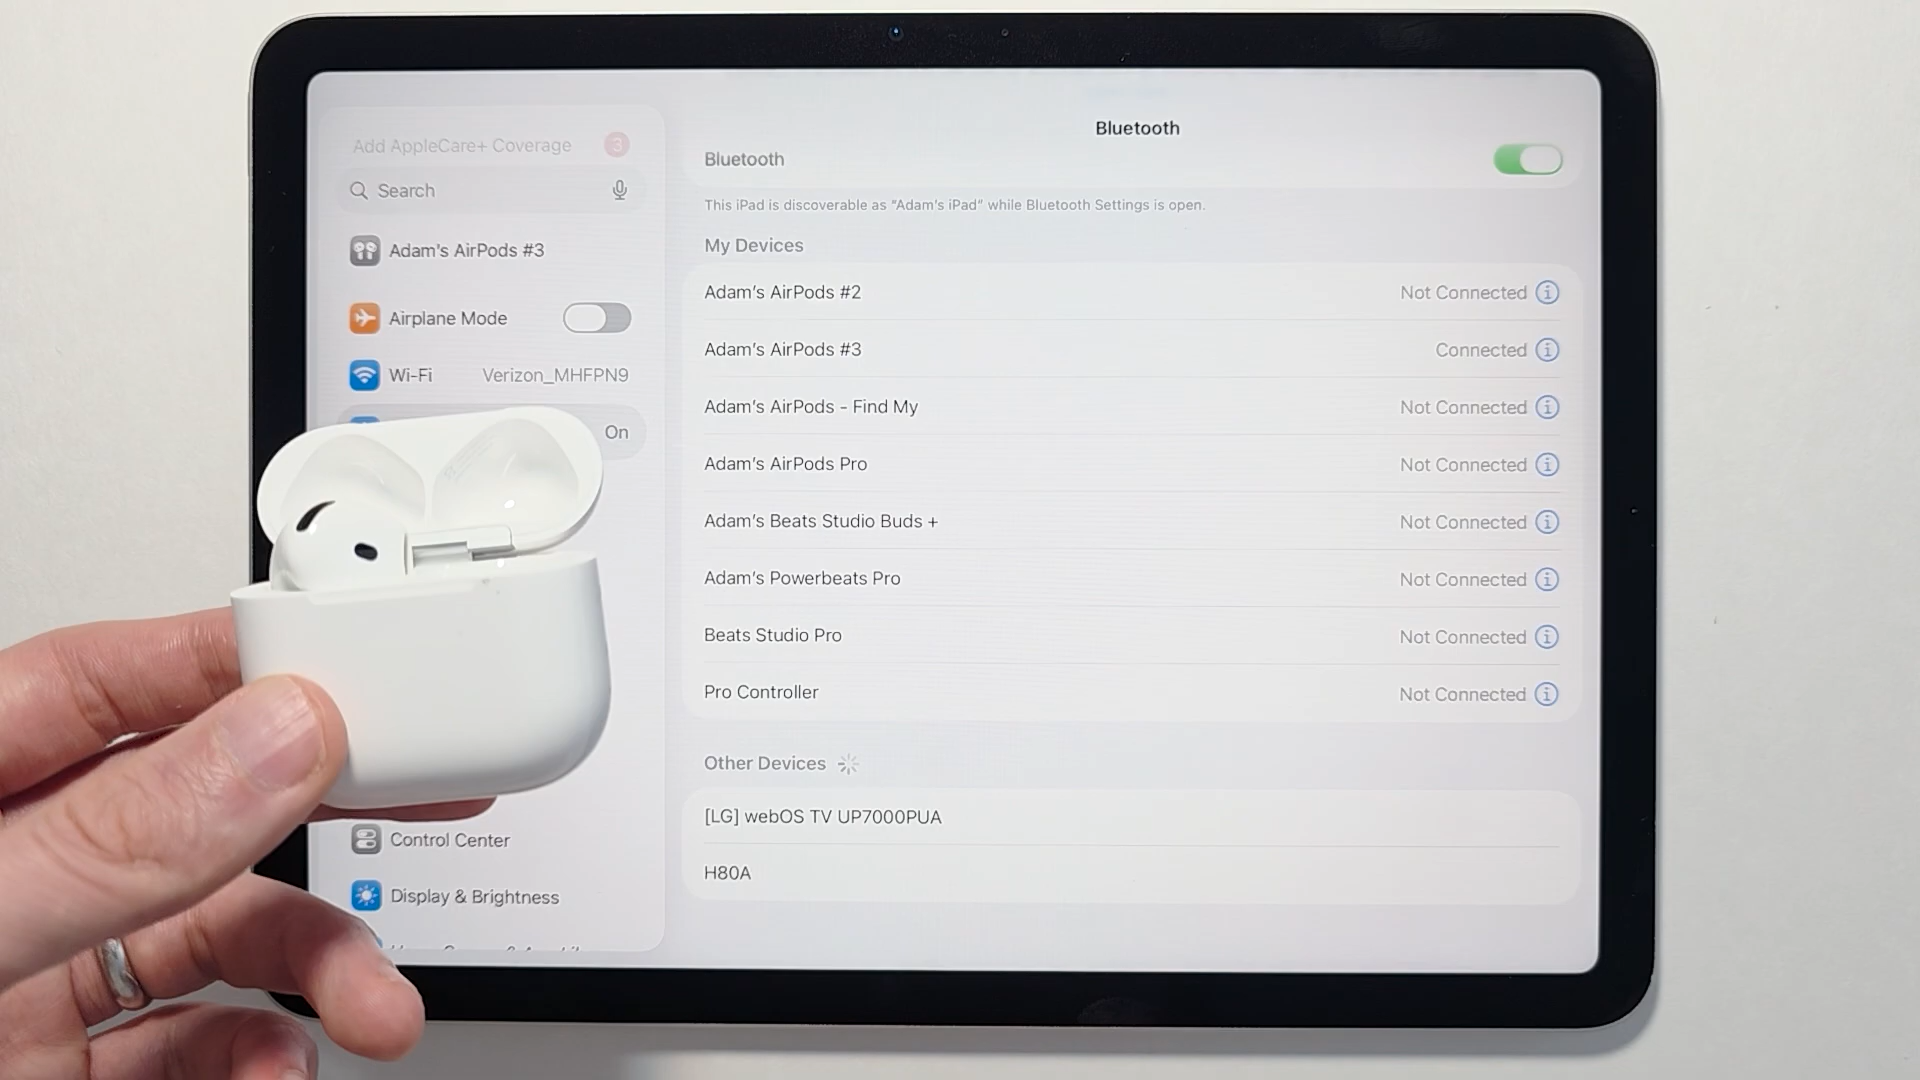 Add AppleCare+ Coverage 3
Search
Adam's AirPods #3
Airplane Mode
Wi-Fi Verizon_MHFPN9
On
Control Center
Display & Brightness
Bluetooth
Bluetooth
This iPad is discoverable as "Adam's iPad" while Bluetooth Settings is open.
My Devices
Adam's AirPods #2 Not Connected
Adam's AirPods #3 Connected
Adam's AirPods - Find My Not Connected
Adam's AirPods Pro Not Connected
Adam's Beats Studio Buds + Not Connected
Adam's Powerbeats Pro Not Connected
Beats Studio Pro Not Connected
Pro Controller Not Connected
Other Devices
[LG] webOS TV UP7000PUA
H80A